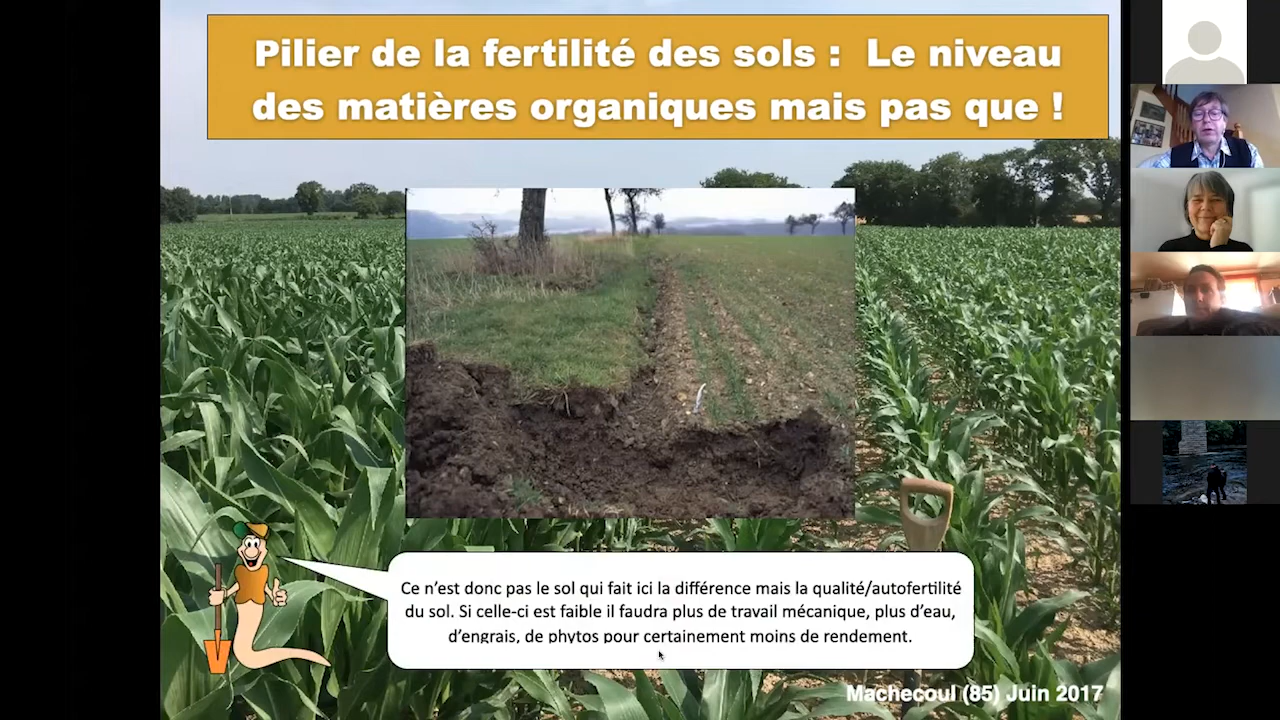 Pilier de la fertilité des sols : Le niveau
des matières organiques mais pas que !
Ce n'est donc pas le sol qui fait ici la différence mais la qualité/autofertilité
du sol. Si celle-ci est faible il faudra plus de travail mécanique, plus d'eau,
d'engrais, de phytos pour certainement moins de rendement.
Machecoul (85) Juin 2017